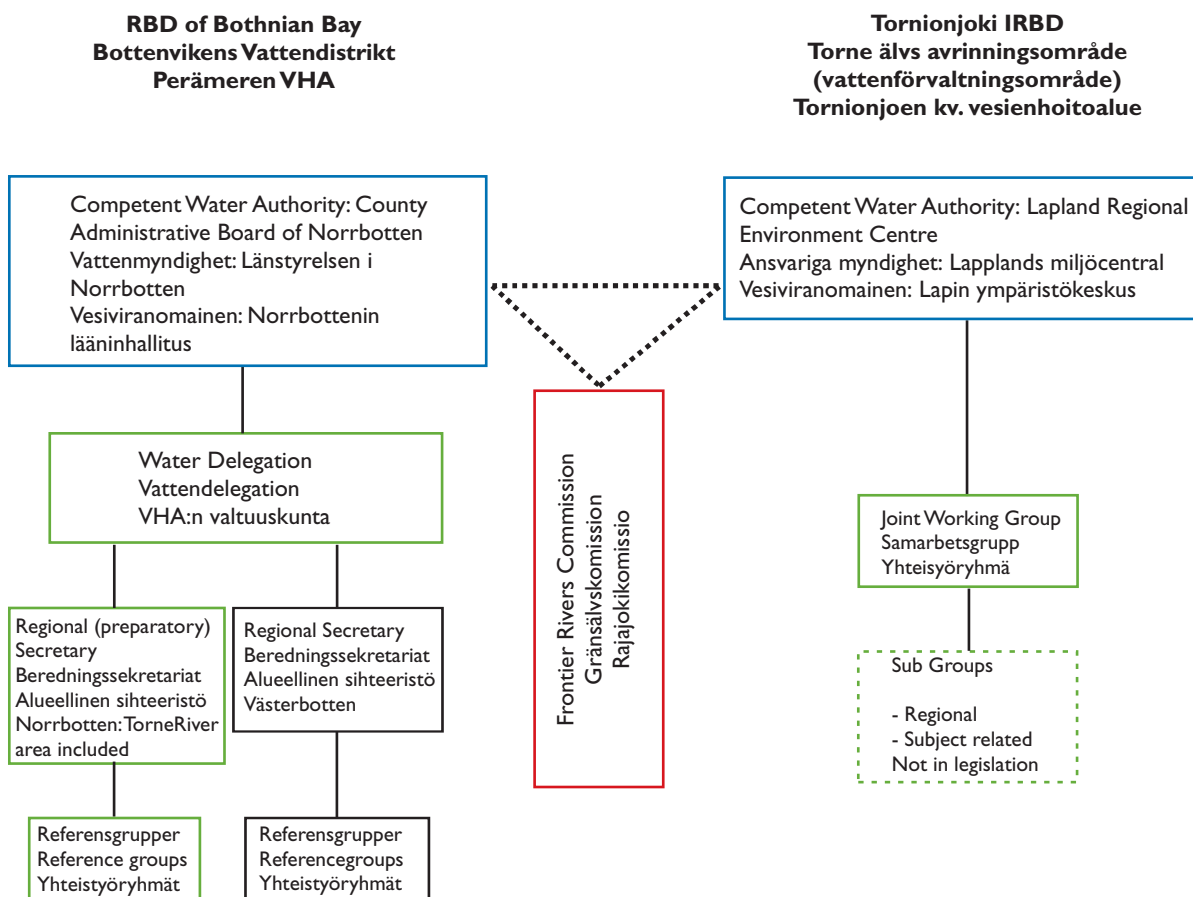 RBD of Bothnian Bay
Bottenvikens Vattendistrikt
Perämeren VHA
Tornionjoki IRBD
Torne älvs avrinningsområde
(vattenförvaltningsområde)
Tornionjoen kv. vesienhoitoalue
Competent Water Authority: County
Administrative Board of Norrbotten
Vattenmyndighet: Länstyrelsen i
Norrbotten
Vesiviranomainen: Norrbottenin
lääninhallitus
Competent Water Authority: Lapland Regional
Environment Centre
Ansvariga myndighet: Lapplands miljöcentral
Vesiviranomainen: Lapin ympäristökeskus
Water Delegation
Vattendelegation
VHA:n valtuuskunta
Frontier Rivers Commission
Gränsälvskomission
Rajajokikomissio
Joint Working Group
Samarbetsgrupp
Yhteisyöryhmä
Regional (preparatory)
Secretary
Beredningssekretariat
Alueellinen sihteeristö
Norrbotten: TorneRiver
area included
Regional Secretary
Beredningssekretariat
Alueellinen sihteeristö
Västerbotten
Sub Groups
- Regional
- Subject related
Not in legislation
Referensgrupper
Reference groups
Yhteistyöryhmät
Referensgrupper
Referencegroups
Yhteistyöryhmät